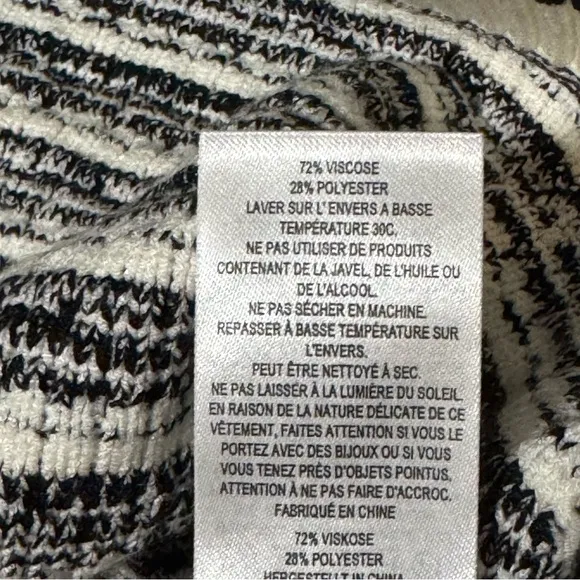 72% VISCOSE
28% POLYESTER
LAVER SUR L'ENVERS A BASSE
TEMPÉRATURE 30C.
NE PAS UTILISER DE PRODUITS
CONTENANT DE LA JAVEL, DE L'HUILE OU
DE L'ALCOOL.
NE PAS SÉCHER EN MACHINE.
REPASSER À BASSE TEMPÉRATURE SUR
L'ENVERS.
PEUT ÊTRE NETTOYÉ À SEC.
NE PAS LAISSER À LA LUMIÈRE DU SOLEIL.
EN RAISON DE LA NATURE DÉLICATE DE CE
VÊTEMENT, FAITES ATTENTION SI VOUS LE
PORTEZ AVEC DES BIJOUX OU SI VOUS
VOUS TENEZ PRÈS D'OBJETS POINTUS,
ATTENTION À NE PAS FAIRE D'ACCROC.
FABRIQUÉ EN CHINE
72% VISKOSE
28% POLYESTER
HERGESTELLT IN CHINA